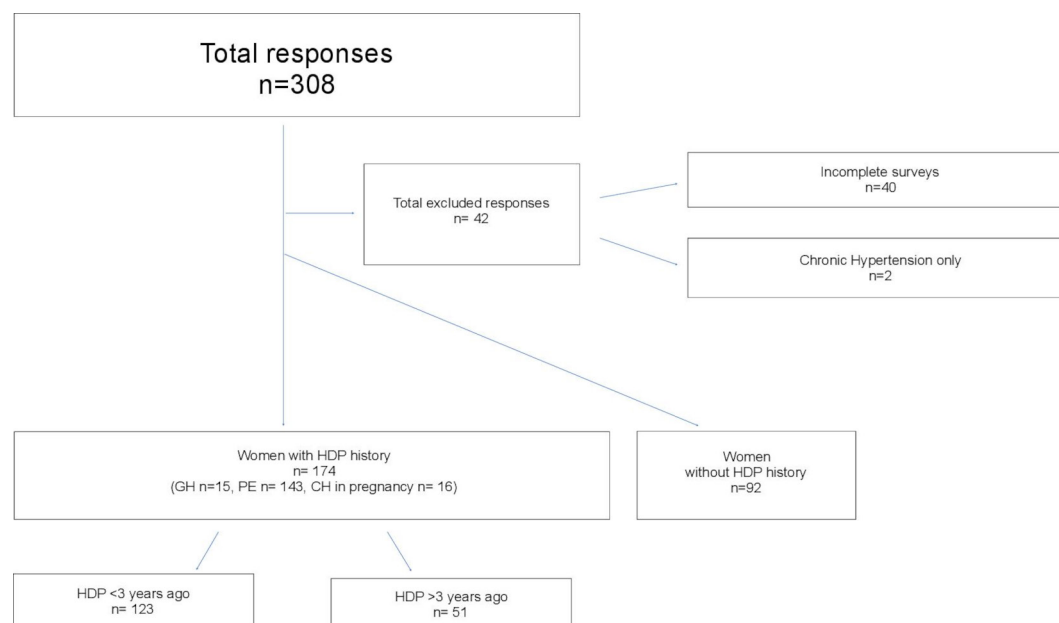 Total responses
n=308
Total excluded responses
n= 42
Incomplete surveys
n=40
Chronic Hypertension only
n=2
Women with HDP history
n= 174
(GH n=15, PE n= 143, CH in pregnancy n= 16)
Women
without HDP history
n=92
HDP <3 years ago
n= 123
HDP >3 years ago
n= 51